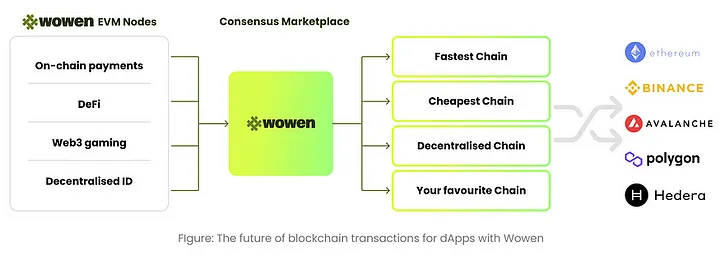 wowen EVM Nodes
Consensus Marketplace
On-chain payments
DeFi
Web3 gaming
Decentralised ID
wowen
Fastest Chain
Cheapest Chain
Decentralised Chain
Your favourite Chain
ethereum
BINANCE
AVALANCHE
polygon
H Hedera
FIgure: The future of blockchain transactions for dApps with Wowen